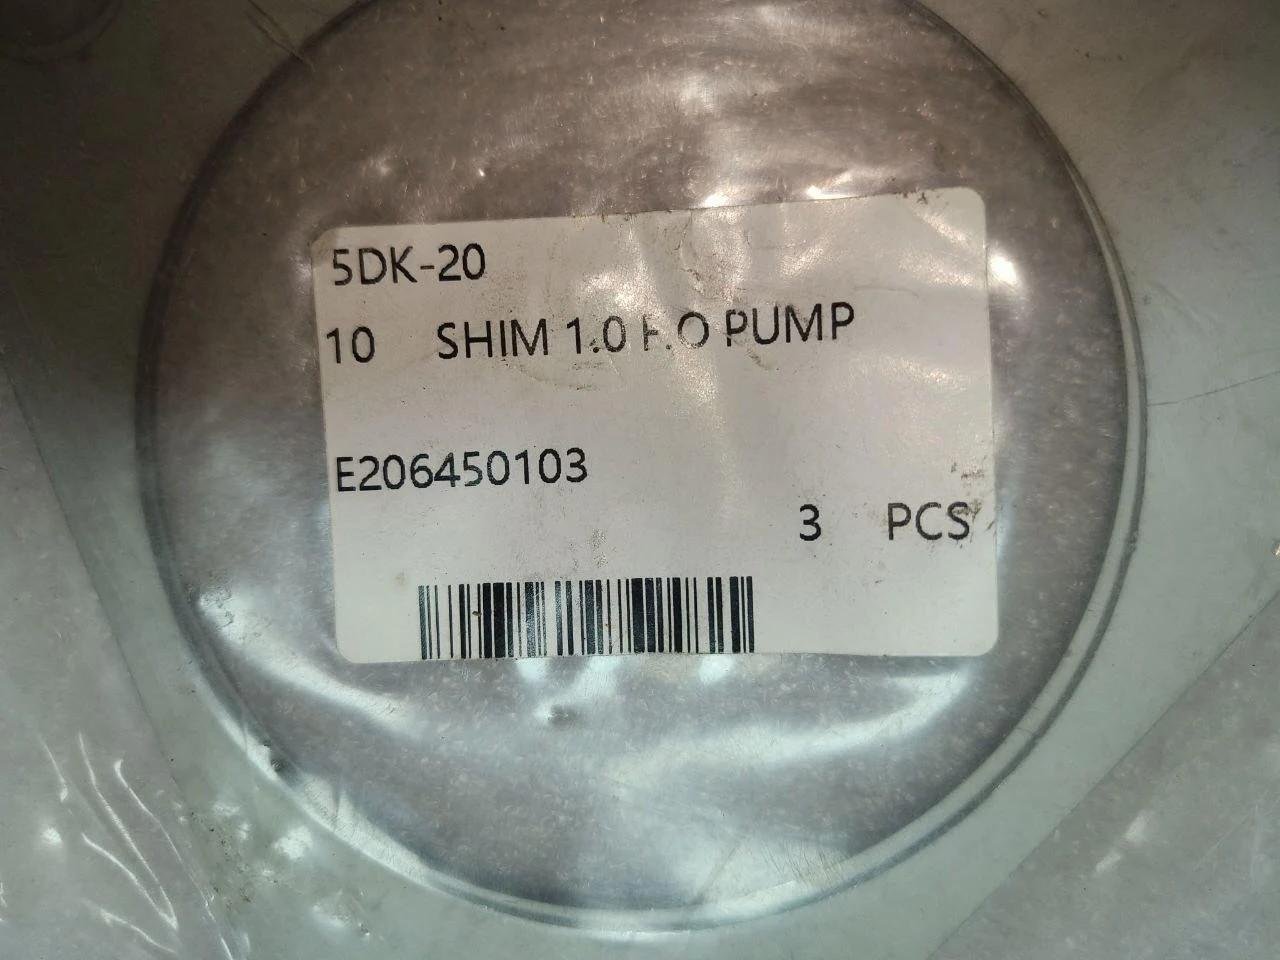 5DK-20
10 SHIM 1.0 F.O PUMP
E206450103
3 PCS